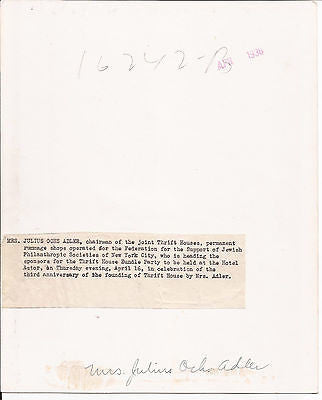 16242-B
APR 1936
MRS. JULIUS OCHS ADLER, chairman of the joint Thrift Houses, permanent
rummage shops operated for the Federation for the Support of Jewish
Philanthropic Societies of New York City, who is heading the
sponsors for the Thrift House Bundle Party to be held at the Hotel
Astor, on Thursday evening, April 16, in celebration of the
third anniversary of the founding of Thrift House by Mrs. Adler.
Mrs. Julius Ochs Adler